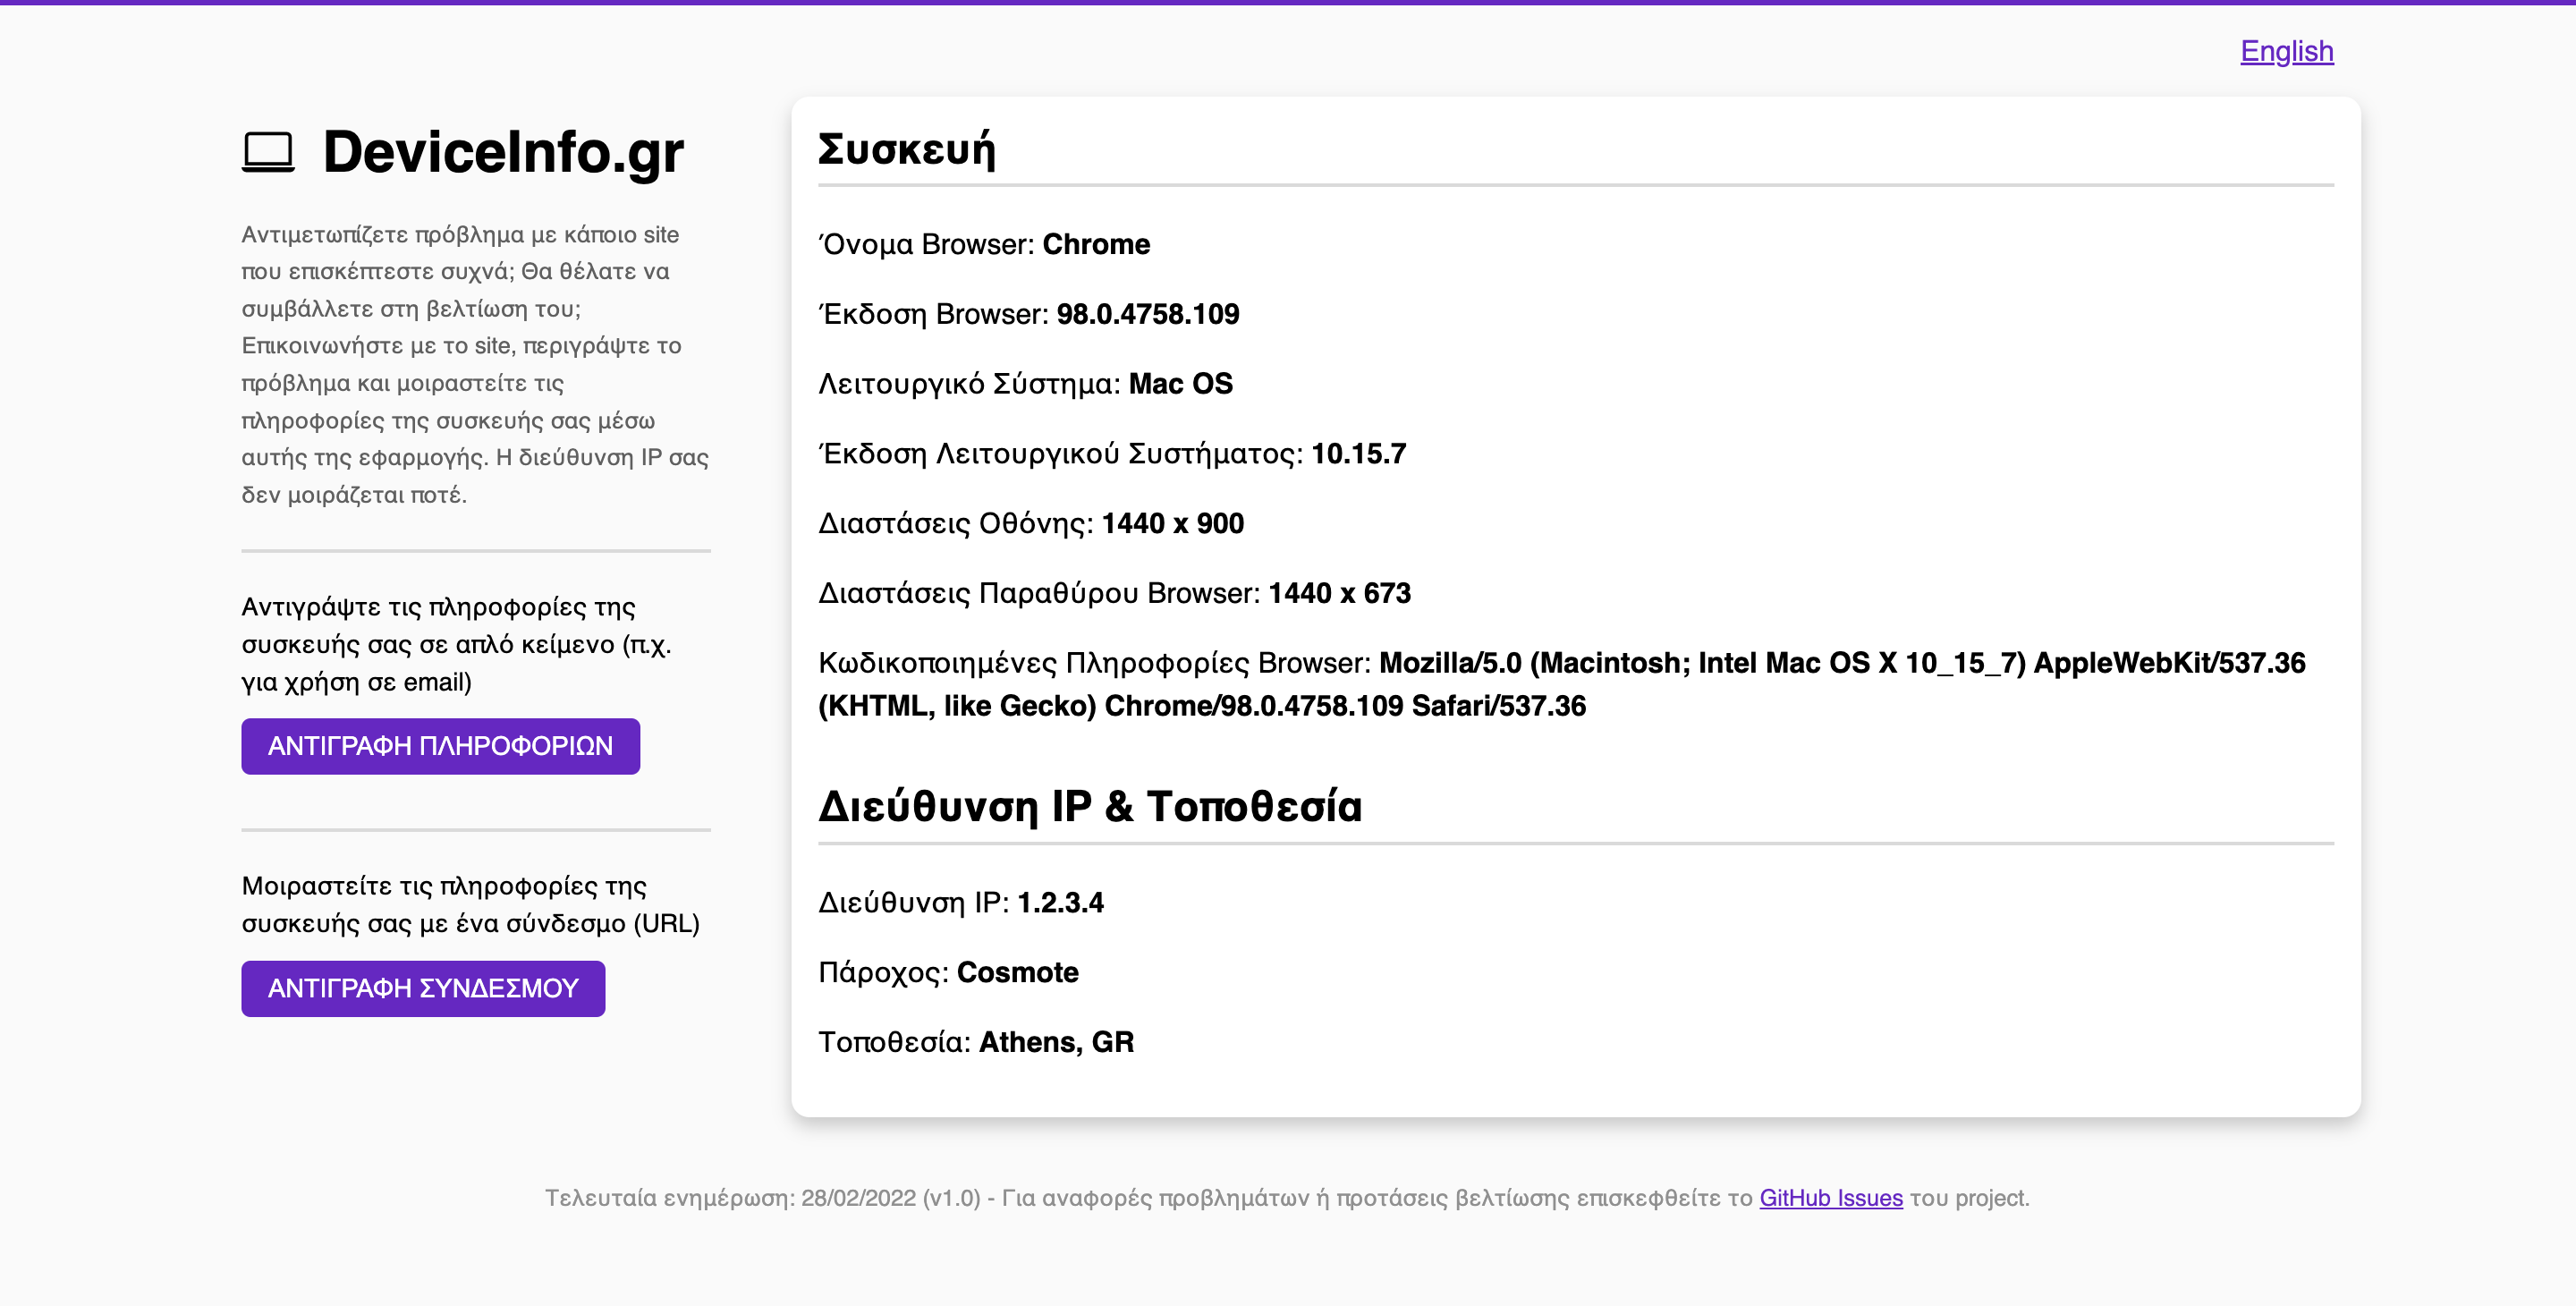 English
DeviceInfo.gr
Αντιμετωπίζετε πρόβλημα με κάποιο site
που επισκέπτεστε συχνά; Θα θέλατε να
συμβάλλετε στη βελτίωση του;
Επικοινωνήστε με το site, περιγράψτε το
πρόβλημα και μοιραστείτε τις
πληροφορίες της συσκευής σας μέσω
αυτής της εφαρμογής. Η διεύθυνση IP σας
δεν μοιράζεται ποτέ.
Αντιγράψτε τις πληροφορίες της
συσκευής σας σε απλό κείμενο (π.χ.
για χρήση σε email)
ΑΝΤΙΓΡΑΦΗ ΠΛΗΡΟΦΟΡΙΩΝ
Μοιραστείτε τις πληροφορίες της
συσκευής σας με ένα σύνδεσμο (URL)
ΑΝΤΙΓΡΑΦΗ ΣΥΝΔΕΣΜΟΥ
Συσκευή
Όνομα Browser: Chrome
Έκδοση Browser: 98.0.4758.109
Λειτουργικό Σύστημα: Mac OS
Έκδοση Λειτουργικού Συστήματος: 10.15.7
Διαστάσεις Οθόνης: 1440 x 900
Διαστάσεις Παραθύρου Browser: 1440 x 673
Κωδικοποιημένες Πληροφορίες Browser: Mozilla/5.0 (Macintosh; Intel Mac OS X 10_15_7) AppleWebKit/537.36
(KHTML, like Gecko) Chrome/98.0.4758.109 Safari/537.36
Διεύθυνση IP & Τοποθεσία
Διεύθυνση IP: 1.2.3.4
Πάροχος: Cosmote
Τοποθεσία: Athens, GR
Τελευταία ενημέρωση: 28/02/2022 (v1.0) - Για αναφορές προβλημάτων ή προτάσεις βελτίωσης επισκεφθείτε το GitHub Issues του project.